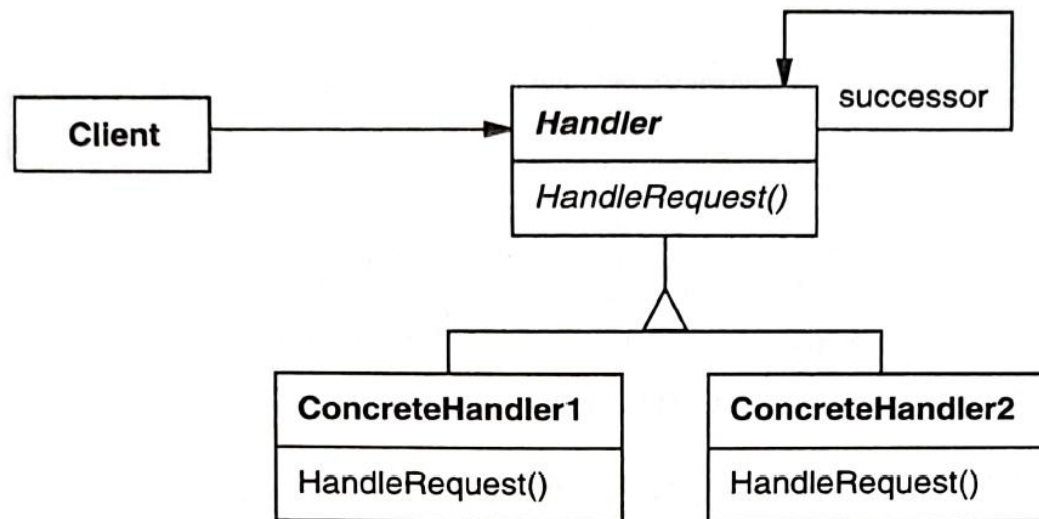 successor
Client
Handler
HandleRequest()
ConcreteHandler1
ConcreteHandler2
HandleRequest()
HandleRequest()